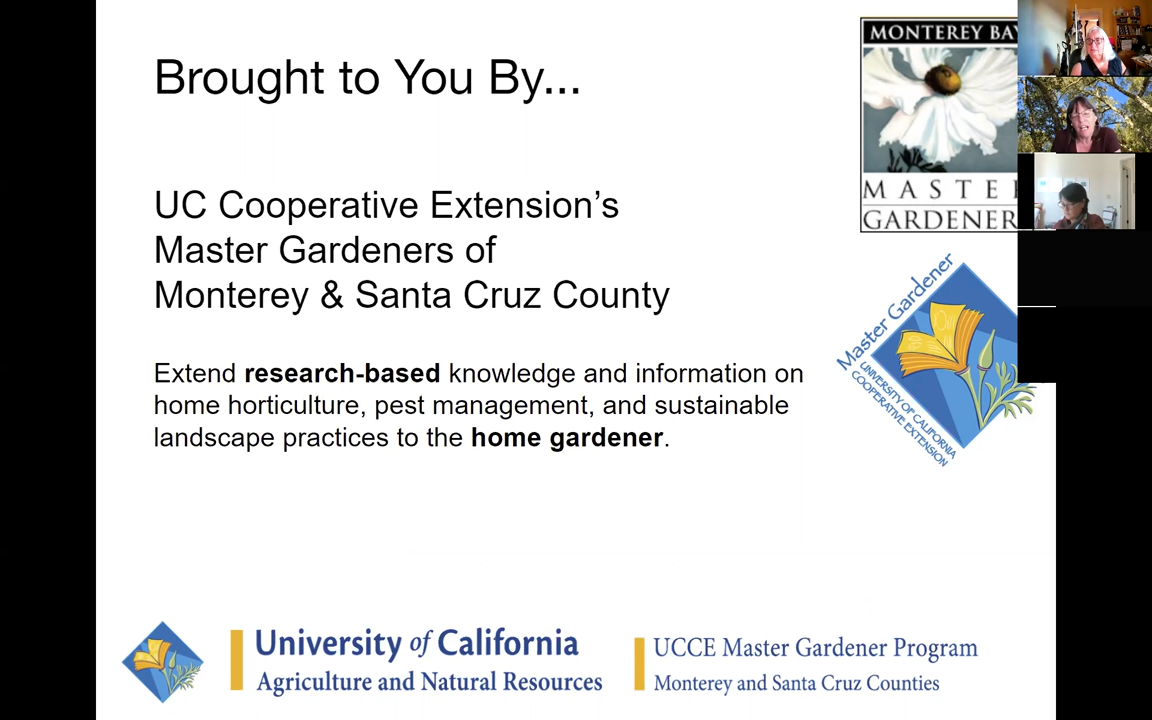 Brought to You By...
UC Cooperative Extension’s
Master Gardeners of
Monterey & Santa Cruz County
Extend research-based knowledge and information on
home horticulture, pest management, and sustainable
landscape practices to the home gardener.
MONTEREY BAY
MASTE
GARDENER
Master Gardener
UNIVERSITY OF CALIFORNIA
COOPERATIVE EXTENSION
University of California
Agriculture and Natural Resources
UCCE Master Gardener Program
Monterey and Santa Cruz Counties